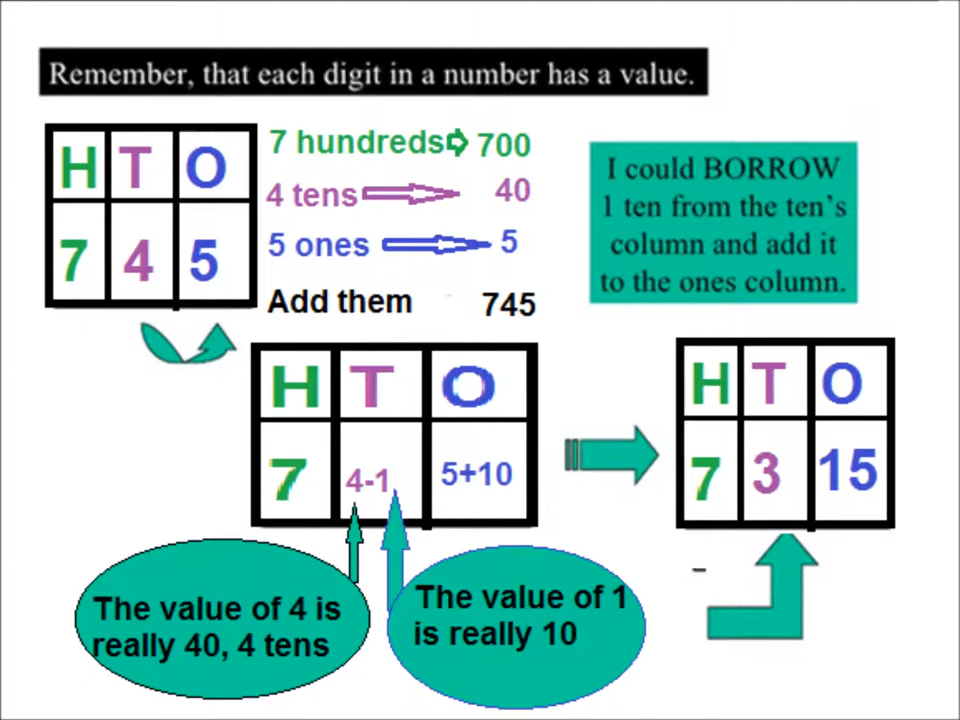 Remember, that each digit in a number has a value.
H T O
7 4 5
7 hundreds 700
4 tens 40
5 ones 5
Add them 745
I could BORROW
1 ten from the ten's
column and add it
to the ones column.
H T O
7 4-1 5+10
H T O
7 3 15
The value of 4 is
really 40, 4 tens
The value of 1
is really 10